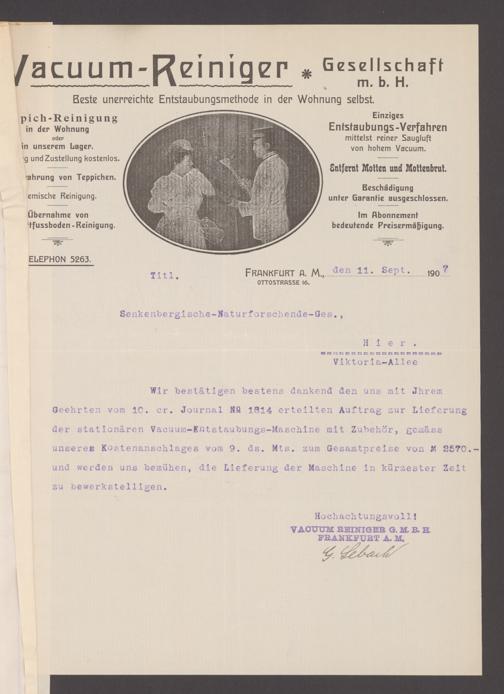 Vacuum-Reiniger * Gesellschaft
m. b. H.
Beste unerreichte Entstaubungsmethode in der Wohnung selbst.
pich-Reinigung
in der Wohnung
oder
in unserem Lager.
g und Zustellung kostenlos.
ahrung von Teppichen.
emische Reinigung.
Übernahme von
tfussboden-Reinigung.
ELEPHON 5263.
Einziges
Entstaubungs-Verfahren
mittelst reiner Saugluft
von hohem Vacuum.
Entfernt Motten und Mottenbrut.
Beschädigung
unter Garantie ausgeschlossen.
Im Abonnement
bedeutende Preisermäßigung.
Titl.
FRANKFURT A. M., den 11. Sept. 1907
OTTOSTRASSE 16.
Senkenbergische-Naturforschende-Ges.,
Hier.
Viktoria-Allee
Wir bestätigen bestens dankend den uns mit Jhrem
Geehrten vom 10. cr. Journal № 1814 erteilten Auftrag zur Lieferung
der stationären Vacuum-Entstaubungs-Maschine mit Zubehör, gemäss
unseres Kostenanschlages vom 9. ds. Mts. zum Gesamtpreise von M 2570.-
und werden uns bemühen, die Lieferung der Maschine in kürzester Zeit
zu bewerkstelligen.
Hochachtungsvoll!
VACUUM REINIGER G. M. B. H.
FRANKFURT A. M.